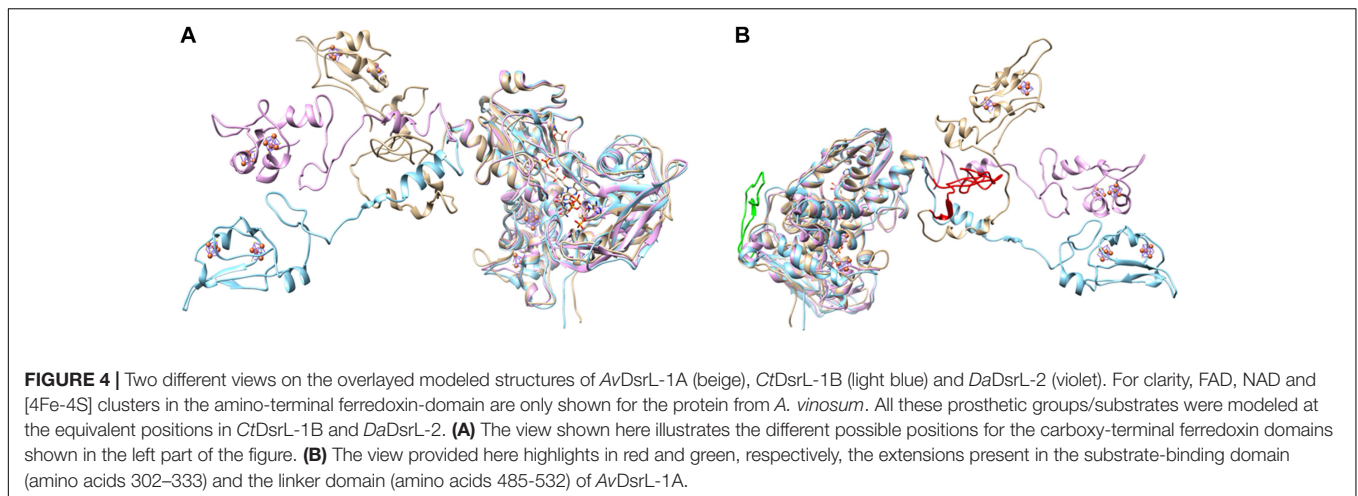 A
B
FIGURE 4 | Two different views on the overlayed modeled structures of AvDsrL-1A (beige), CtDsrL-1B (light blue) and DaDsrL-2 (violet). For clarity, FAD, NAD and
[4Fe-4S] clusters in the amino-terminal ferredoxin-domain are only shown for the protein from A. vinosum. All these prosthetic groups/substrates were modeled at
the equivalent positions in CtDsrL-1B and DaDsrL-2. (A) The view shown here illustrates the different possible positions for the carboxy-terminal ferredoxin domains
shown in the left part of the figure. (B) The view provided here highlights in red and green, respectively, the extensions present in the substrate-binding domain
(amino acids 302–333) and the linker domain (amino acids 485-532) of AvDsrL-1A.